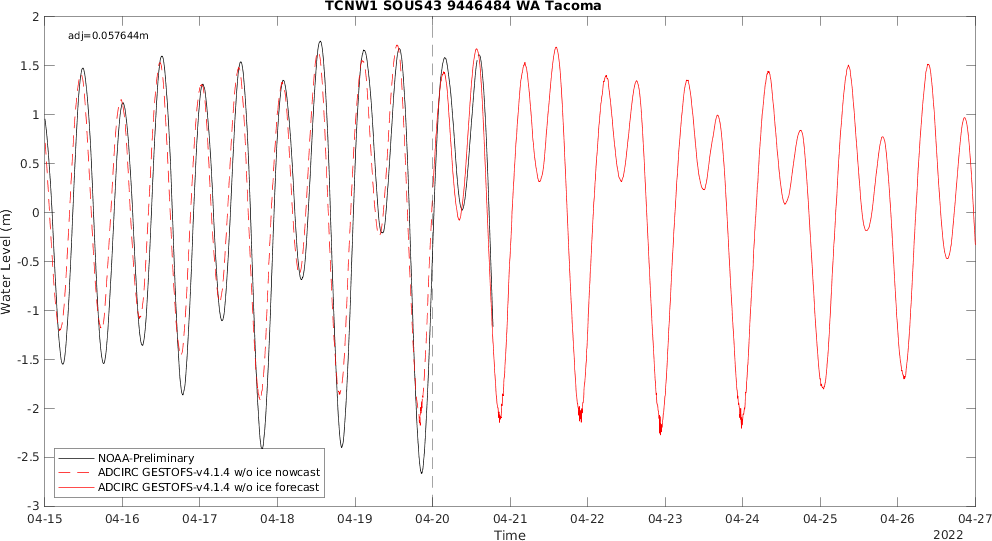 TCNW1 SOUS43 9446484 WA Tacoma
adj=0.057644m
Water Level (m)
2
1.5
1
0.5
0
-0.5
-1
-1.5
-2
-2.5
-3
NOAA-Preliminary
ADCIRC GESTOFS-v4.1.4 w/o ice nowcast
ADCIRC GESTOFS-v4.1.4 w/o ice forecast
04-15 04-16 04-17 04-18 04-19 04-20 04-21 04-22 04-23 04-24 04-25 04-26 04-27
Time
2022